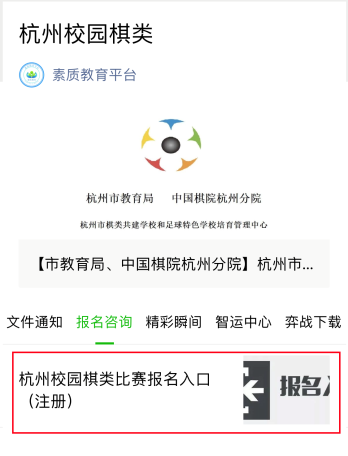 杭州校园棋类
素质教育平台
杭州市教育局 中国棋院杭州分院
杭州市棋类共建学校和足球特色学校培育管理中心
【市教育局、中国棋院杭州分院】杭州市...
文件通知 报名咨询 精彩瞬间 智运中心 弈战下载
杭州校园棋类比赛报名入口
（注册）
报名入